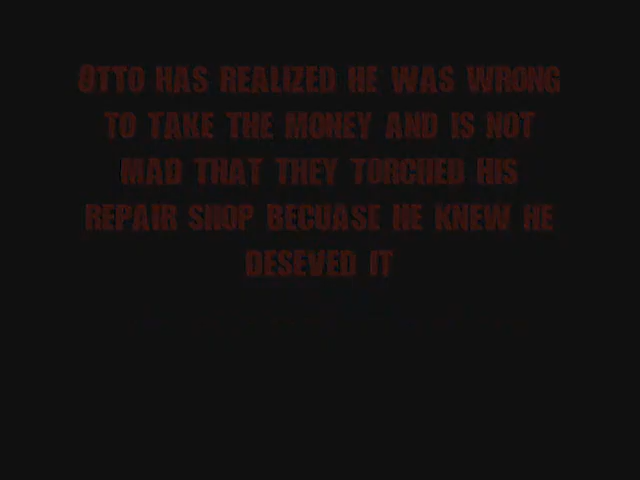 OTTO HAS REALIZED HE WAS WRONG
TO TAKE THE MONEY AND IS NOT
MAD THAT THEY TORCHED HIS
REPAIR SHOP BECUASE HE KNEW HE
DESEVED IT